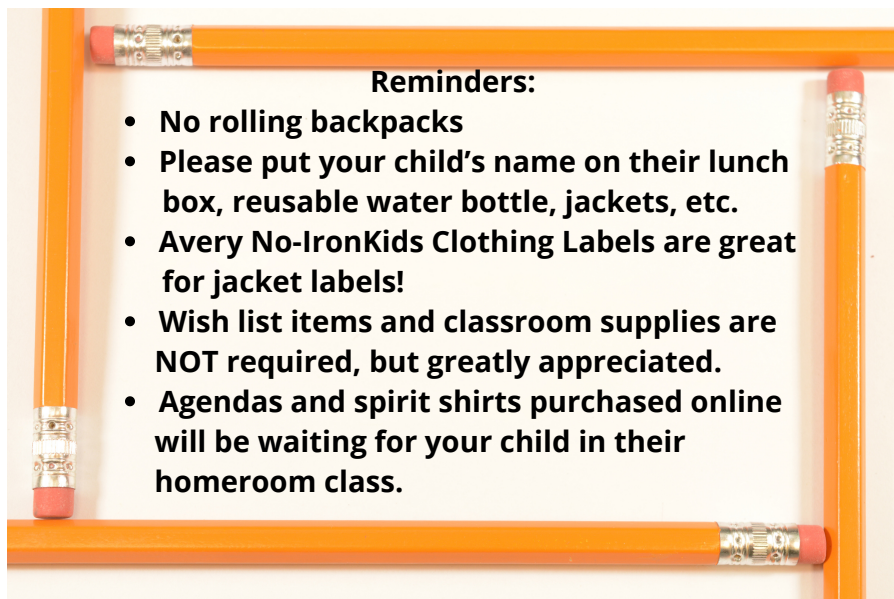 Reminders:
• No rolling backpacks
• Please put your child’s name on their lunch
box, reusable water bottle, jackets, etc.
• Avery No-IronKids Clothing Labels are great
for jacket labels!
• Wish list items and classroom supplies are
NOT required, but greatly appreciated.
• Agendas and spirit shirts purchased online
will be waiting for your child in their
homeroom class.